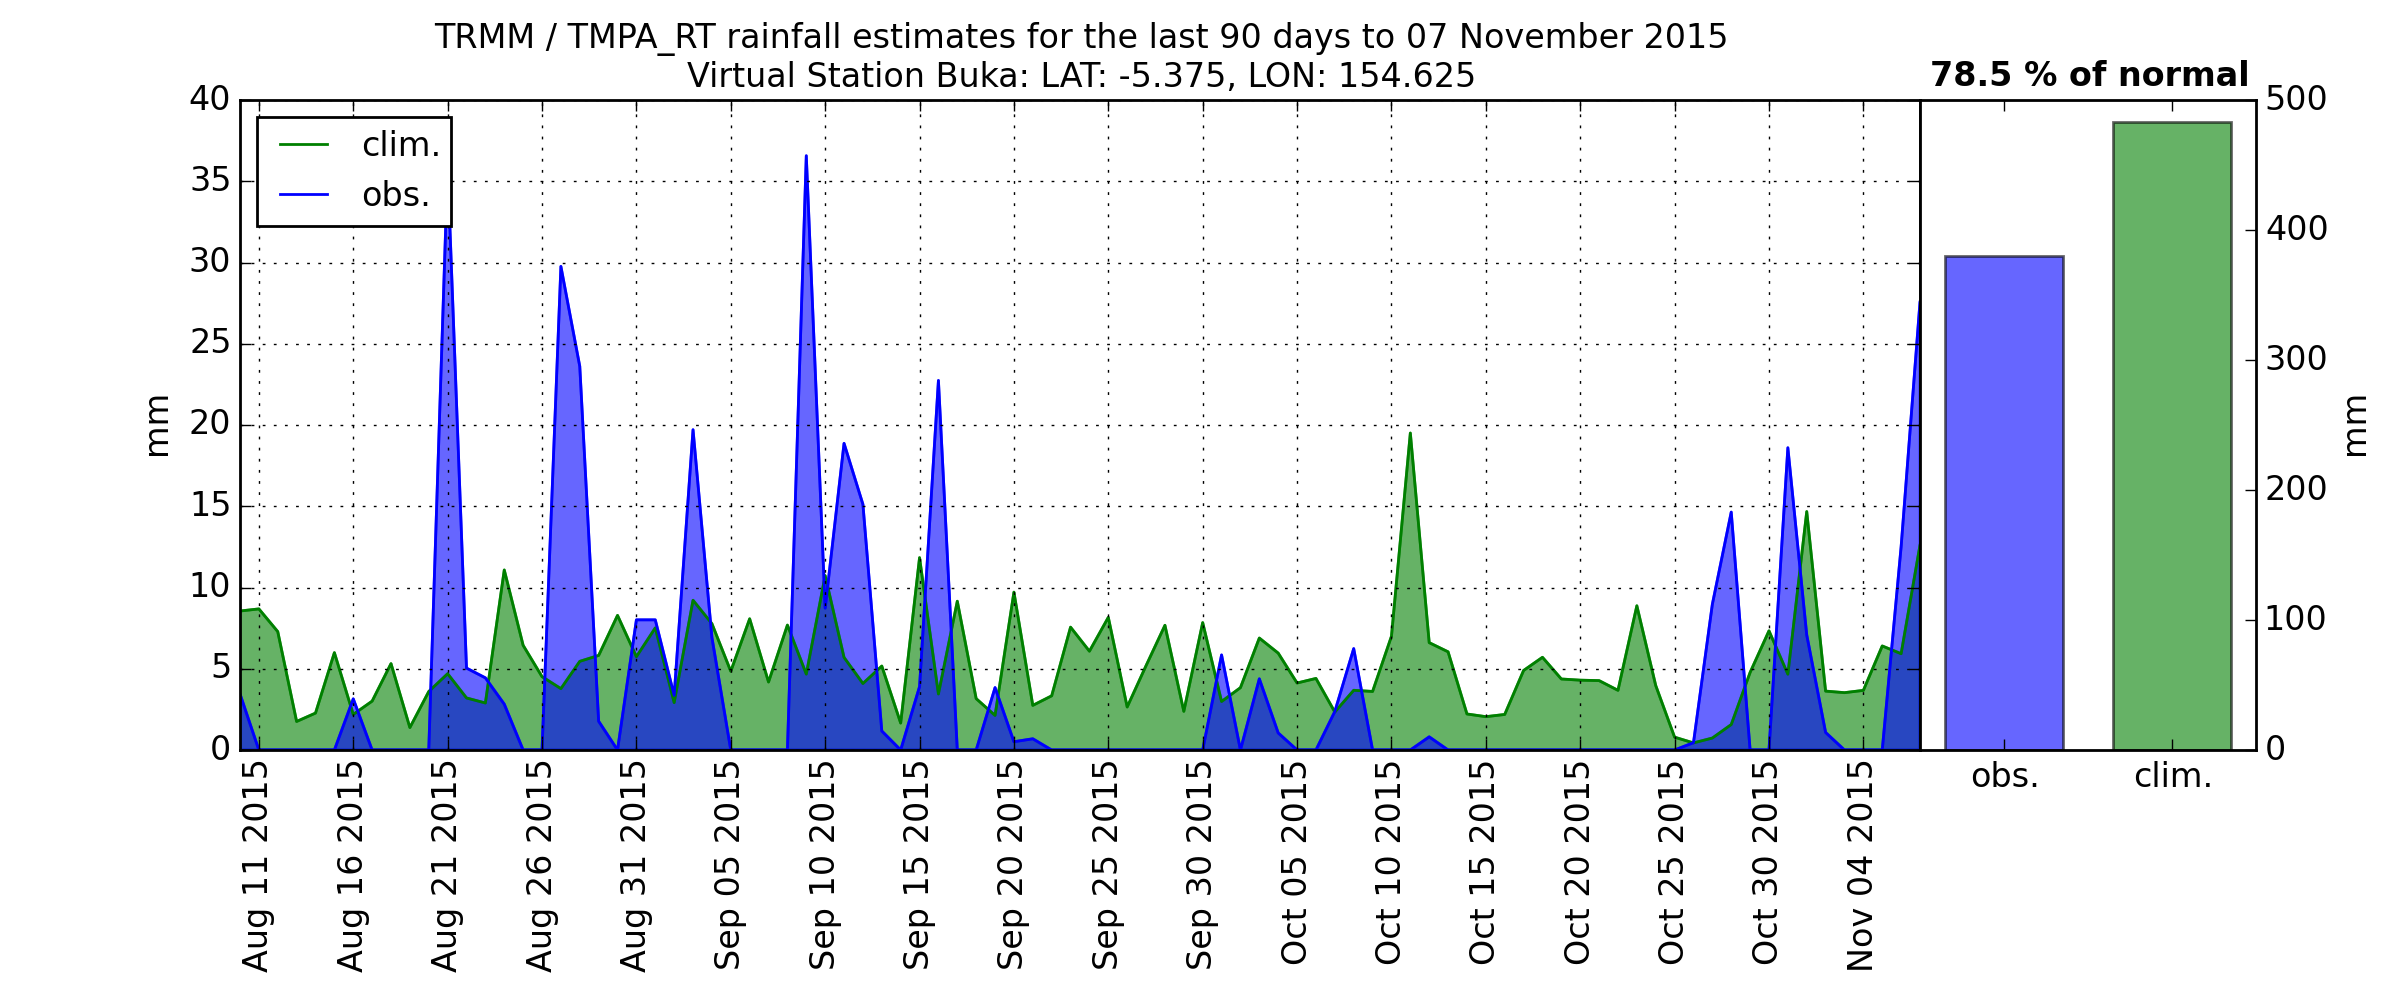 TRMM / TMPA_RT rainfall estimates for the last 90 days to 07 November 2015
Virtual Station Buka: LAT: -5.375, LON: 154.625
78.5 % of normal
clim.
obs.
mm
40
35
30
25
20
15
10
5
0
Aug 11 2015
Aug 16 2015
Aug 21 2015
Aug 26 2015
Aug 31 2015
Sep 05 2015
Sep 10 2015
Sep 15 2015
Sep 20 2015
Sep 25 2015
Sep 30 2015
Oct 05 2015
Oct 10 2015
Oct 15 2015
Oct 20 2015
Oct 25 2015
Oct 30 2015
Nov 04 2015
obs.
clim.
500
400
300
200
100
0
mm